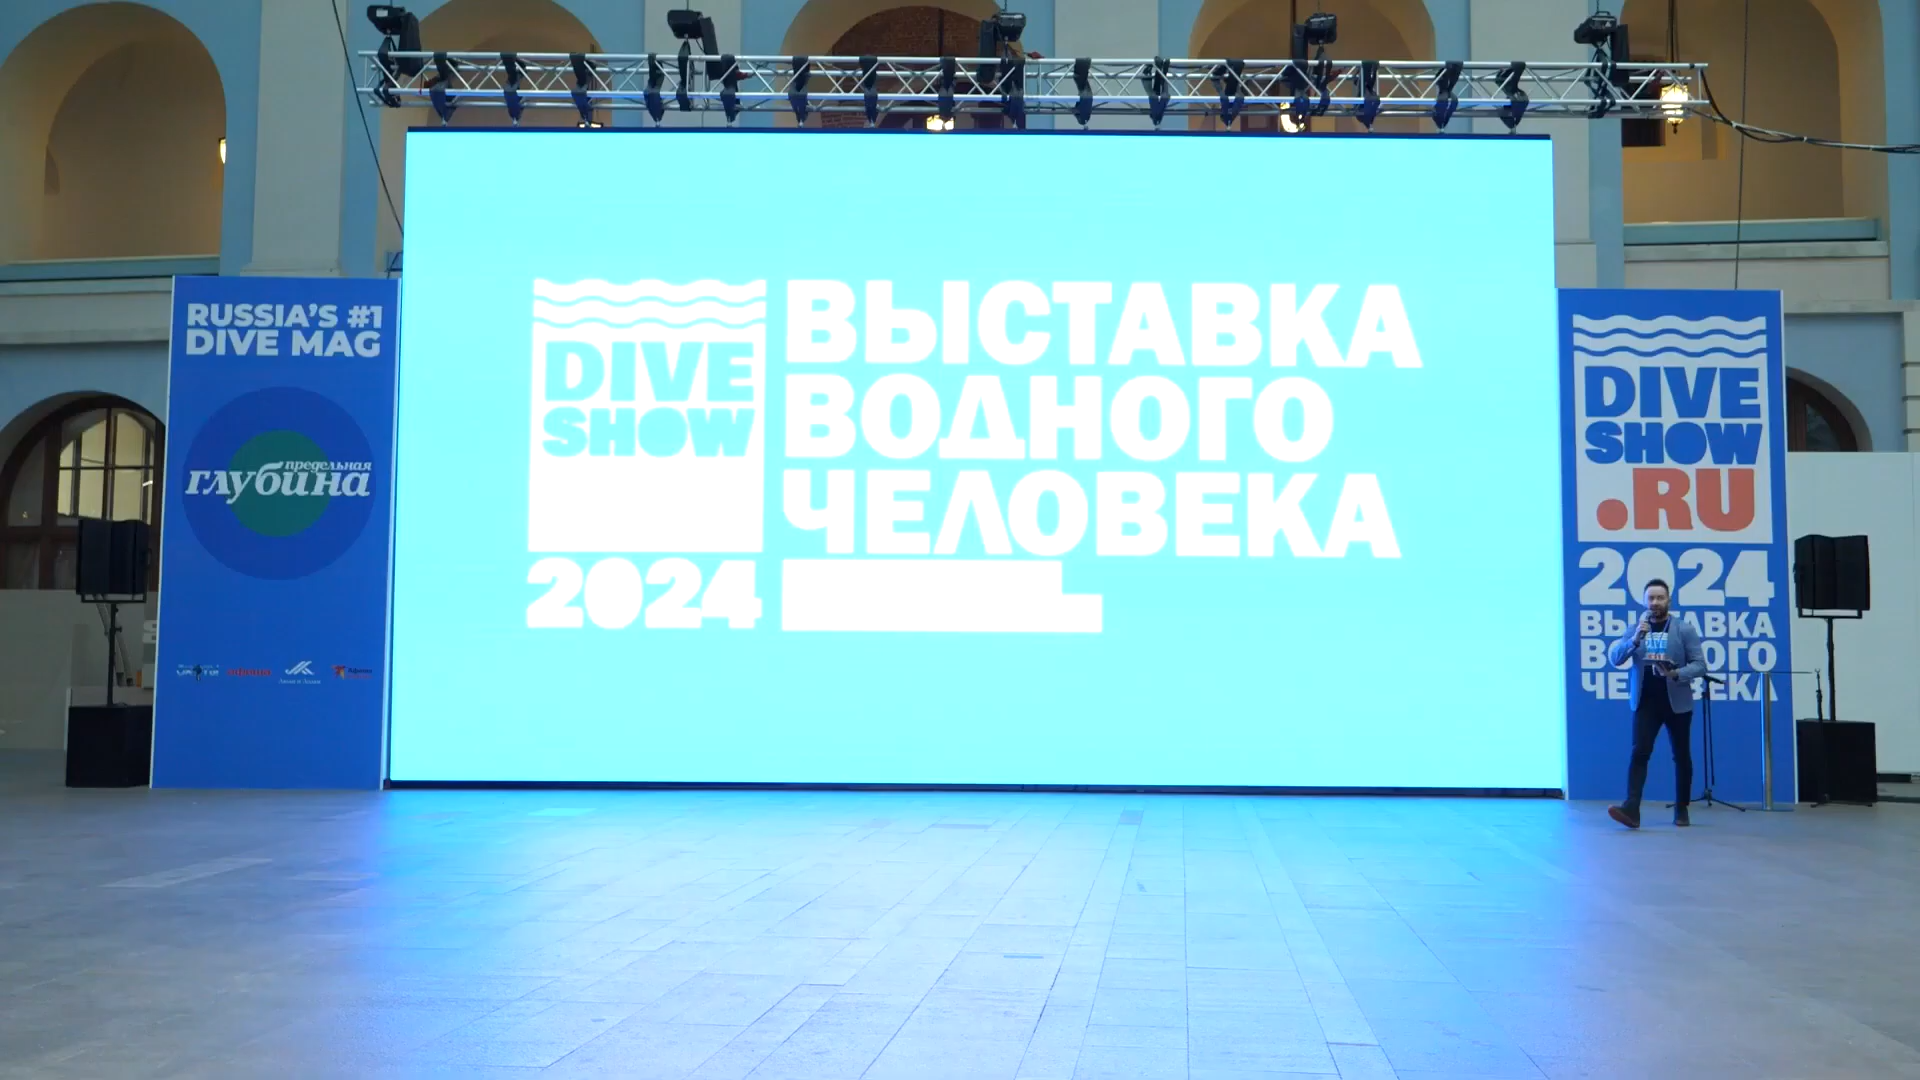 RUSSIA'S #1
DIVE MAG
предельная
глубина
DIVE
SHOW
2024
ВЫСТАВКА
ВОДНОГО
ЧЕЛОВЕКА
DIVE
SHOW
.RU
2024
ВЫСТАВКА
ВОДНОГО
ЧЕЛОВЕКА